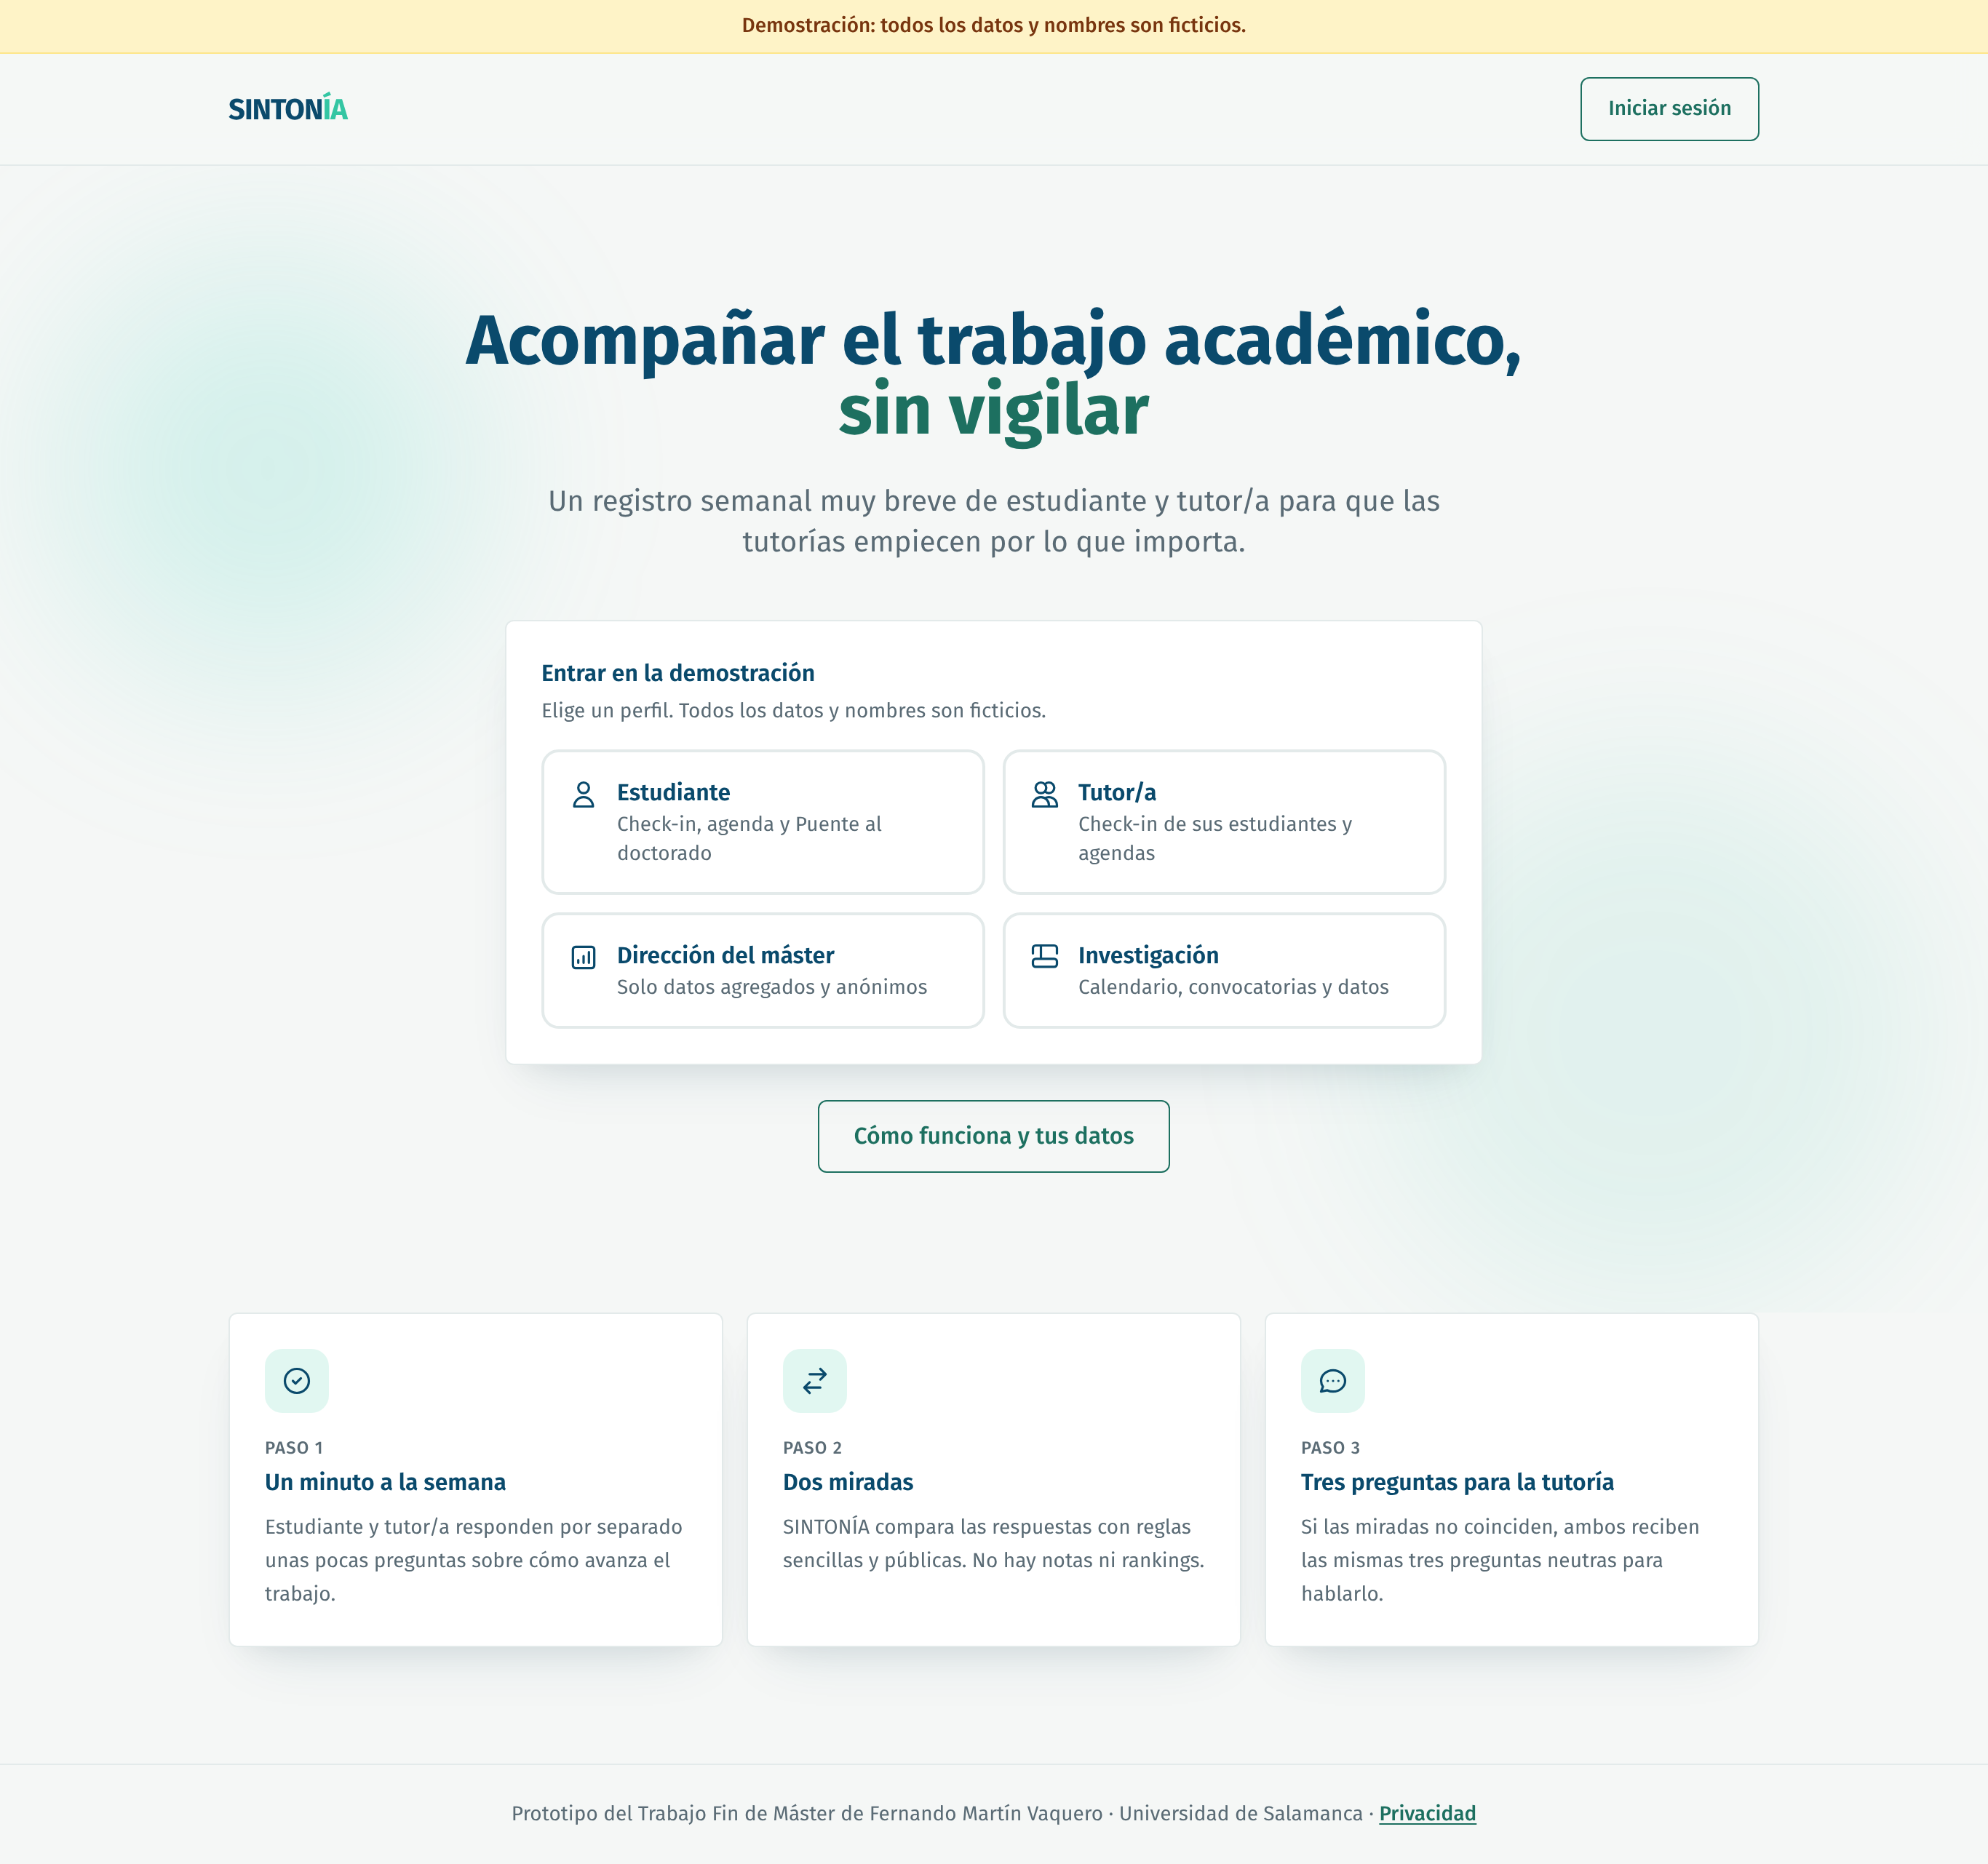 Demostración: todos los datos y nombres son ficticios.
SINTONÍA
Iniciar sesión
Acompañar el trabajo académico,
sin vigilar
Un registro semanal muy breve de estudiante y tutor/a para que las
tutorías empiecen por lo que importa.
Entrar en la demostración
Elige un perfil. Todos los datos y nombres son ficticios.
Estudiante
Check-in, agenda y Puente al
doctorado
Tutor/a
Check-in de sus estudiantes y
agendas
Dirección del máster
Solo datos agregados y anónimos
Investigación
Calendario, convocatorias y datos
Cómo funciona y tus datos
PASO 1
Un minuto a la semana
Estudiante y tutor/a responden por separado
unas pocas preguntas sobre cómo avanza el
trabajo.
PASO 2
Dos miradas
SINTONÍA compara las respuestas con reglas
sencillas y públicas. No hay notas ni rankings.
PASO 3
Tres preguntas para la tutoría
Si las miradas no coinciden, ambos reciben
las mismas tres preguntas neutras para
hablarlo.
Prototipo del Trabajo Fin de Máster de Fernando Martín Vaquero · Universidad de Salamanca · Privacidad